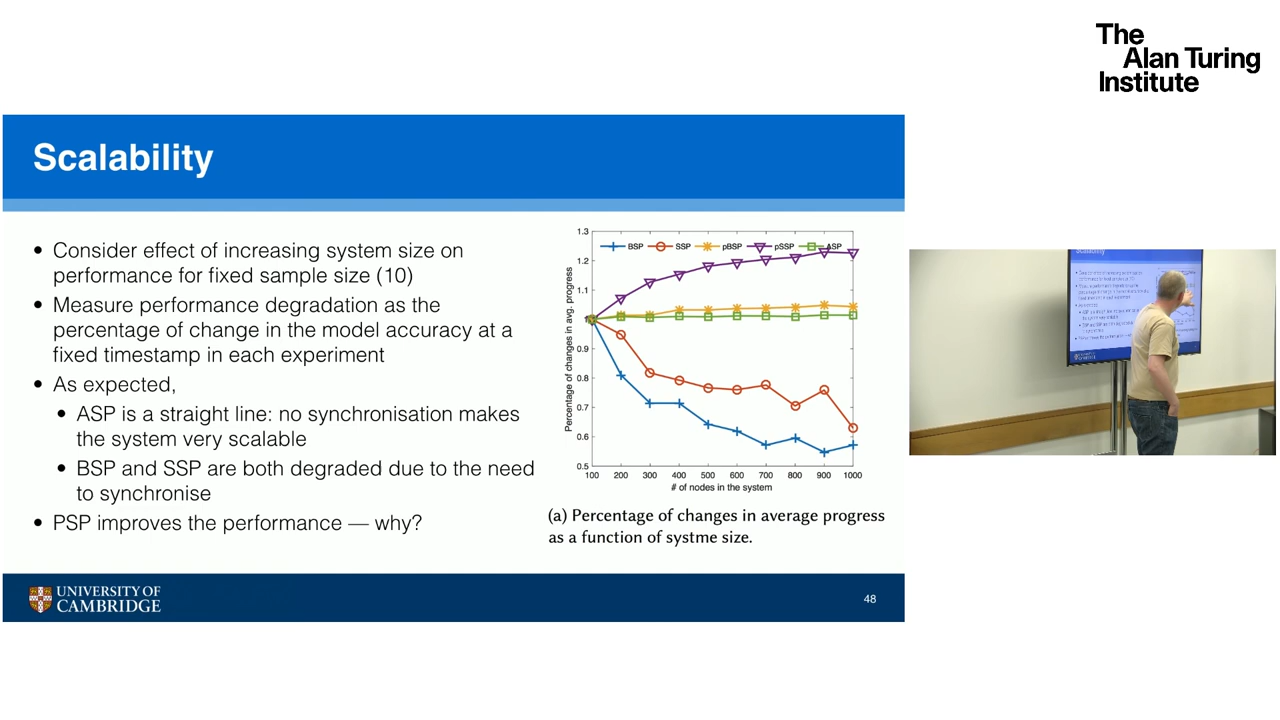 The
Alan Turing
Institute
Scalability
• Consider effect of increasing system size on
performance for fixed sample size (10)
• Measure performance degradation as the
percentage of change in the model accuracy at a
fixed timestamp in each experiment
• As expected,
• ASP is a straight line: no synchronisation makes
the system very scalable
• BSP and SSP are both degraded due to the need
to synchronise
• PSP improves the performance — why?
1.3
BSP SSP pBSP pSSP ASP
1.2
1.1
1
0.9
0.8
0.7
0.6
0.5
Percentage of changes in avg. progress
100 200 300 400 500 600 700 800 900 1000
# of nodes in the system
(a) Percentage of changes in average progress
as a function of systme size.
UNIVERSITY OF
CAMBRIDGE
48